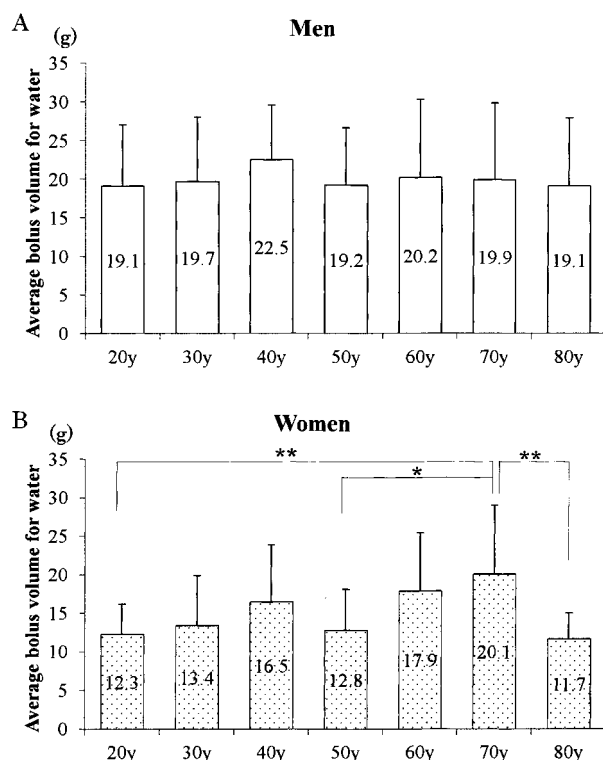 A
(g)
Men
Average bolus volume for water
35
30
25
20
15
10
5
0
19.1
19.7
22.5
19.2
20.2
19.9
19.1
20y
30y
40y
50y
60y
70y
80y
B
(g)
Women
Average bolus volume for water
35
30
25
20
15
10
5
0
**
*
**
12.3
13.4
16.5
12.8
17.9
20.1
11.7
20y
30y
40y
50y
60y
70y
80y